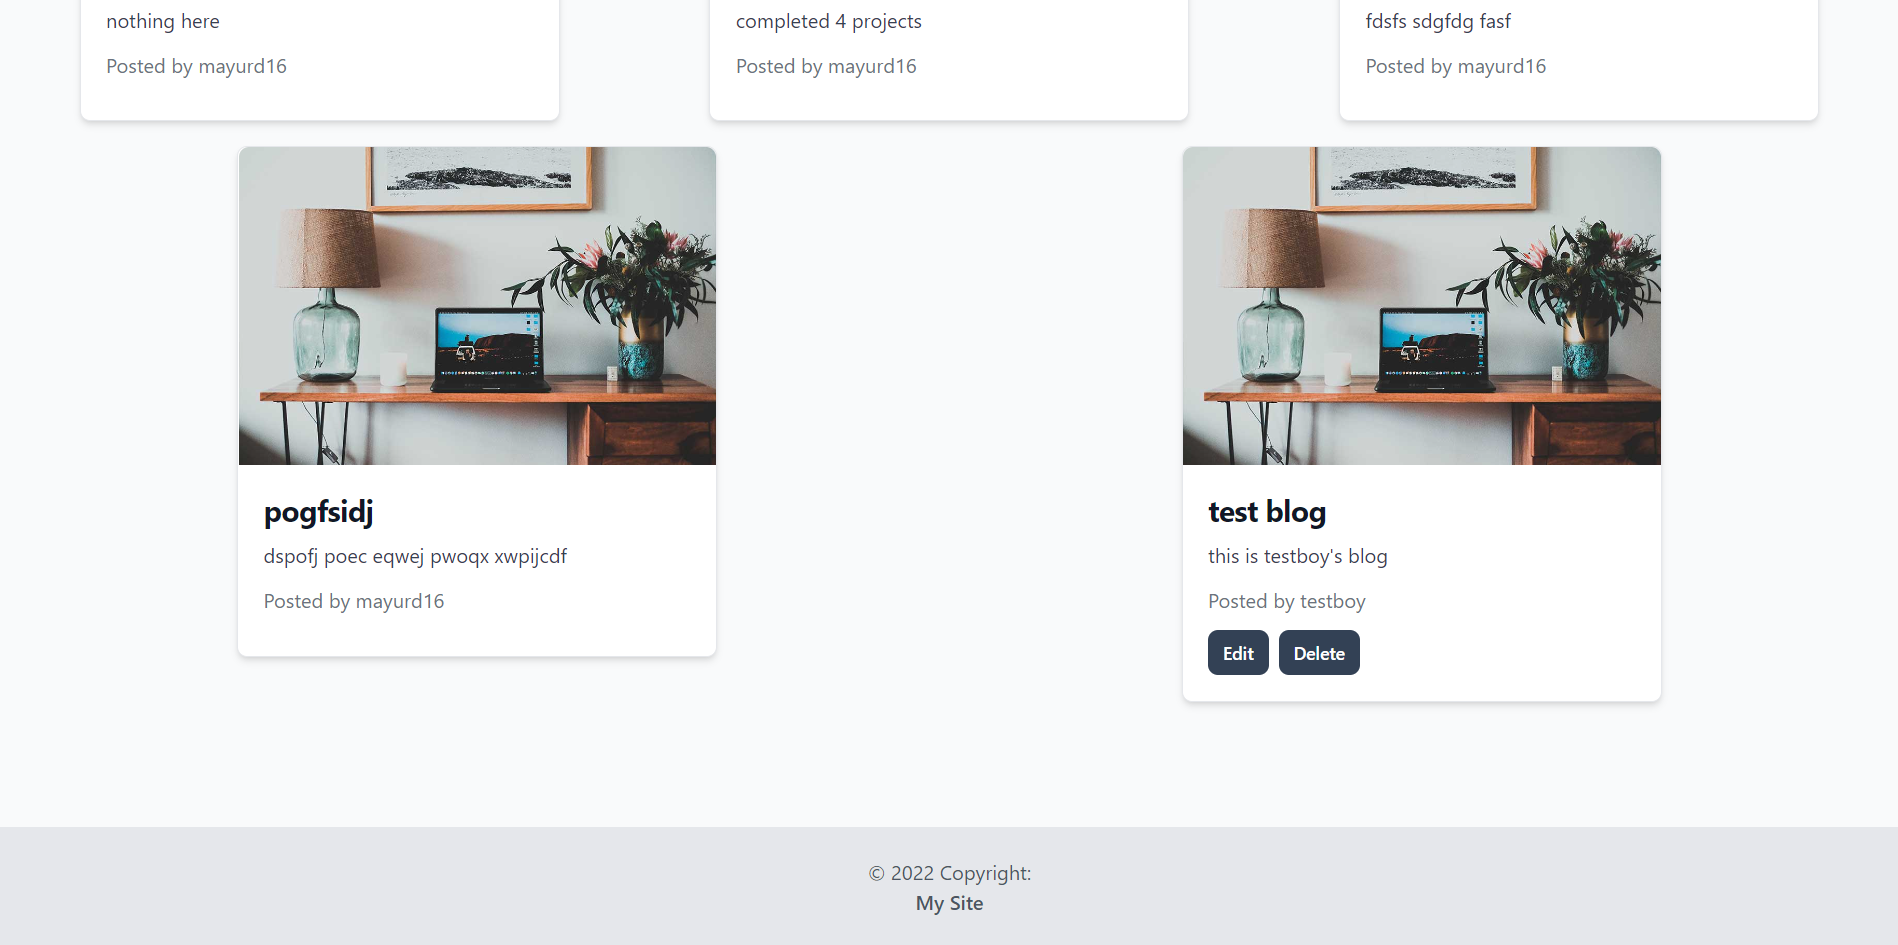 nothing here
Posted by mayurd16
completed 4 projects
Posted by mayurd16
fdsfs sdgfdg fasf
Posted by mayurd16
pogfsidj
dspofj poec eqwej pwoqx xwpijcdf
Posted by mayurd16
test blog
this is testboy's blog
Posted by testboy
Edit Delete
© 2022 Copyright:
My Site